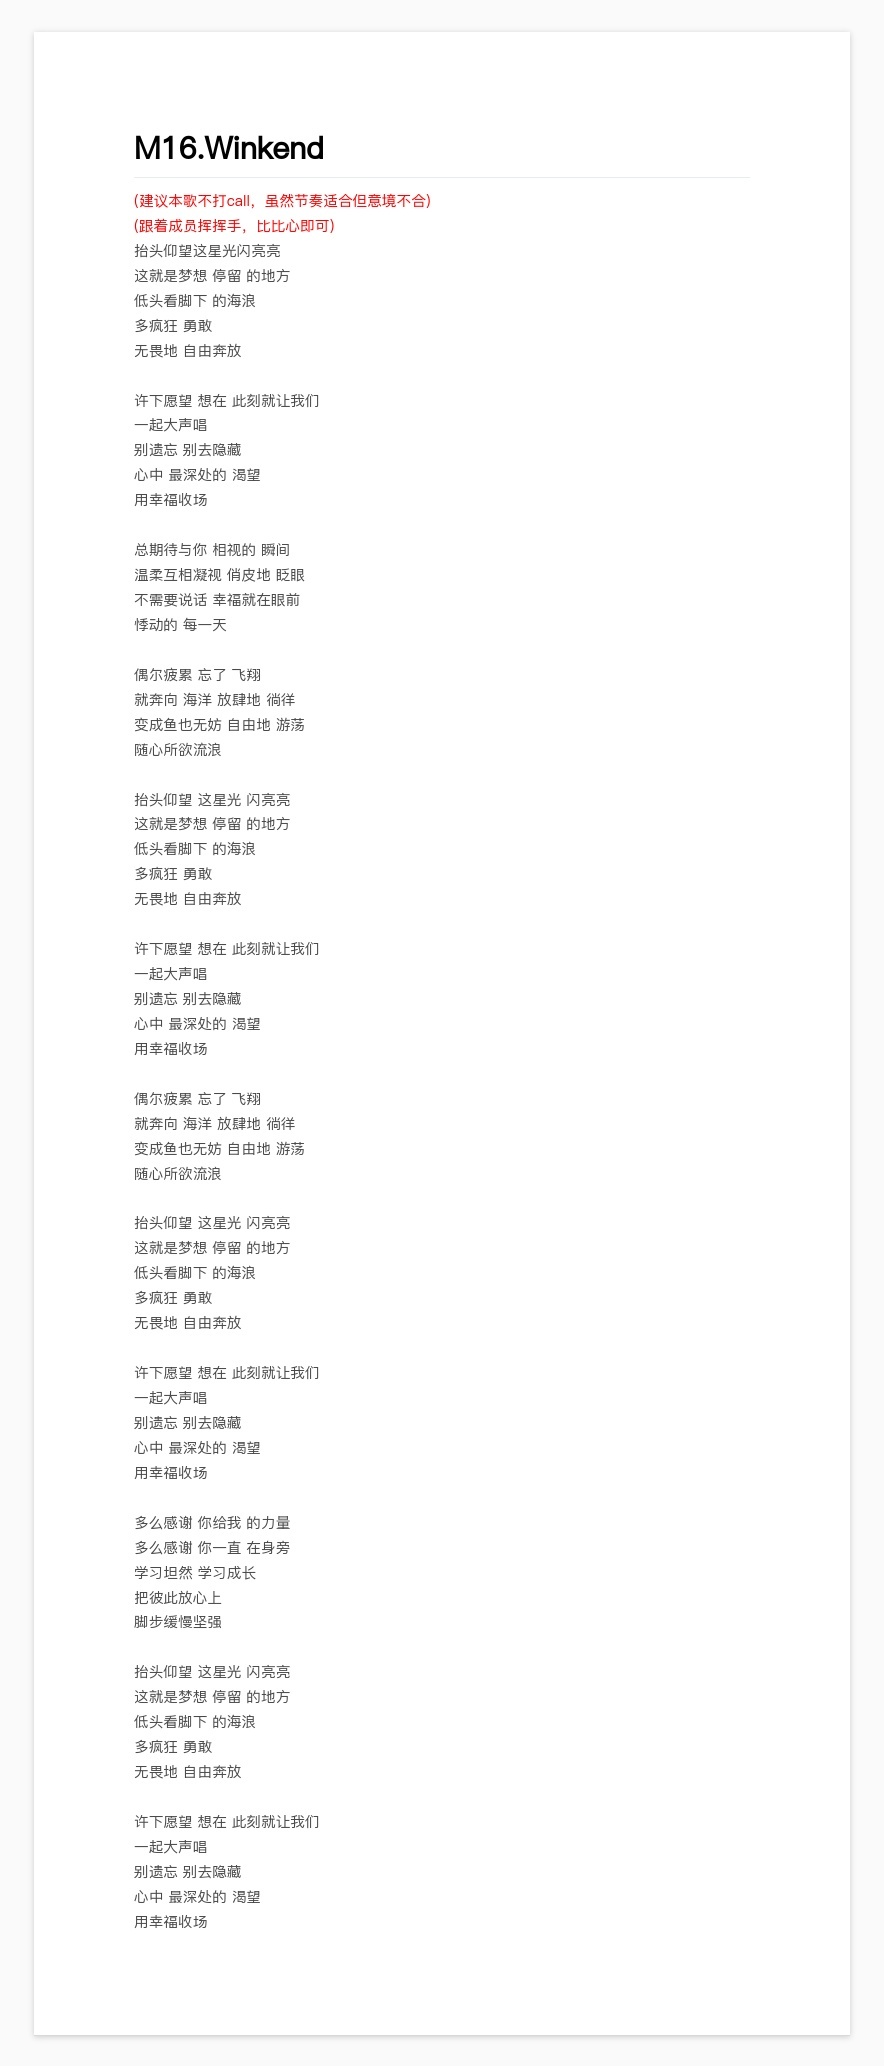 M16.Winkend
(建议本歌不打call，虽然节奏适合但意境不合)
(跟着成员挥挥手，比比心即可)
抬头仰望这星光闪亮亮
这就是梦想 停留 的地方
低头看脚下 的海浪
多疯狂 勇敢
无畏地 自由奔放
许下愿望 想在 此刻就让我们
一起大声唱
别遗忘 别去隐藏
心中 最深处的 渴望
用幸福收场
总期待与你 相视的 瞬间
温柔互相凝视 俏皮地 眨眼
不需要说话 幸福就在眼前
悸动的 每一天
偶尔疲累 忘了 飞翔
就奔向 海洋 放肆地 徜徉
变成鱼也无妨 自由地 游荡
随心所欲流浪
抬头仰望 这星光 闪亮亮
这就是梦想 停留 的地方
低头看脚下 的海浪
多疯狂 勇敢
无畏地 自由奔放
许下愿望 想在 此刻就让我们
一起大声唱
别遗忘 别去隐藏
心中 最深处的 渴望
用幸福收场
偶尔疲累 忘了 飞翔
就奔向 海洋 放肆地 徜徉
变成鱼也无妨 自由地 游荡
随心所欲流浪
抬头仰望 这星光 闪亮亮
这就是梦想 停留 的地方
低头看脚下 的海浪
多疯狂 勇敢
无畏地 自由奔放
许下愿望 想在 此刻就让我们
一起大声唱
别遗忘 别去隐藏
心中 最深处的 渴望
用幸福收场
多么感谢 你给我 的力量
多么感谢 你一直 在身旁
学习坦然 学习成长
把彼此放心上
脚步缓慢坚强
抬头仰望 这星光 闪亮亮
这就是梦想 停留 的地方
低头看脚下 的海浪
多疯狂 勇敢
无畏地 自由奔放
许下愿望 想在 此刻就让我们
一起大声唱
别遗忘 别去隐藏
心中 最深处的 渴望
用幸福收场